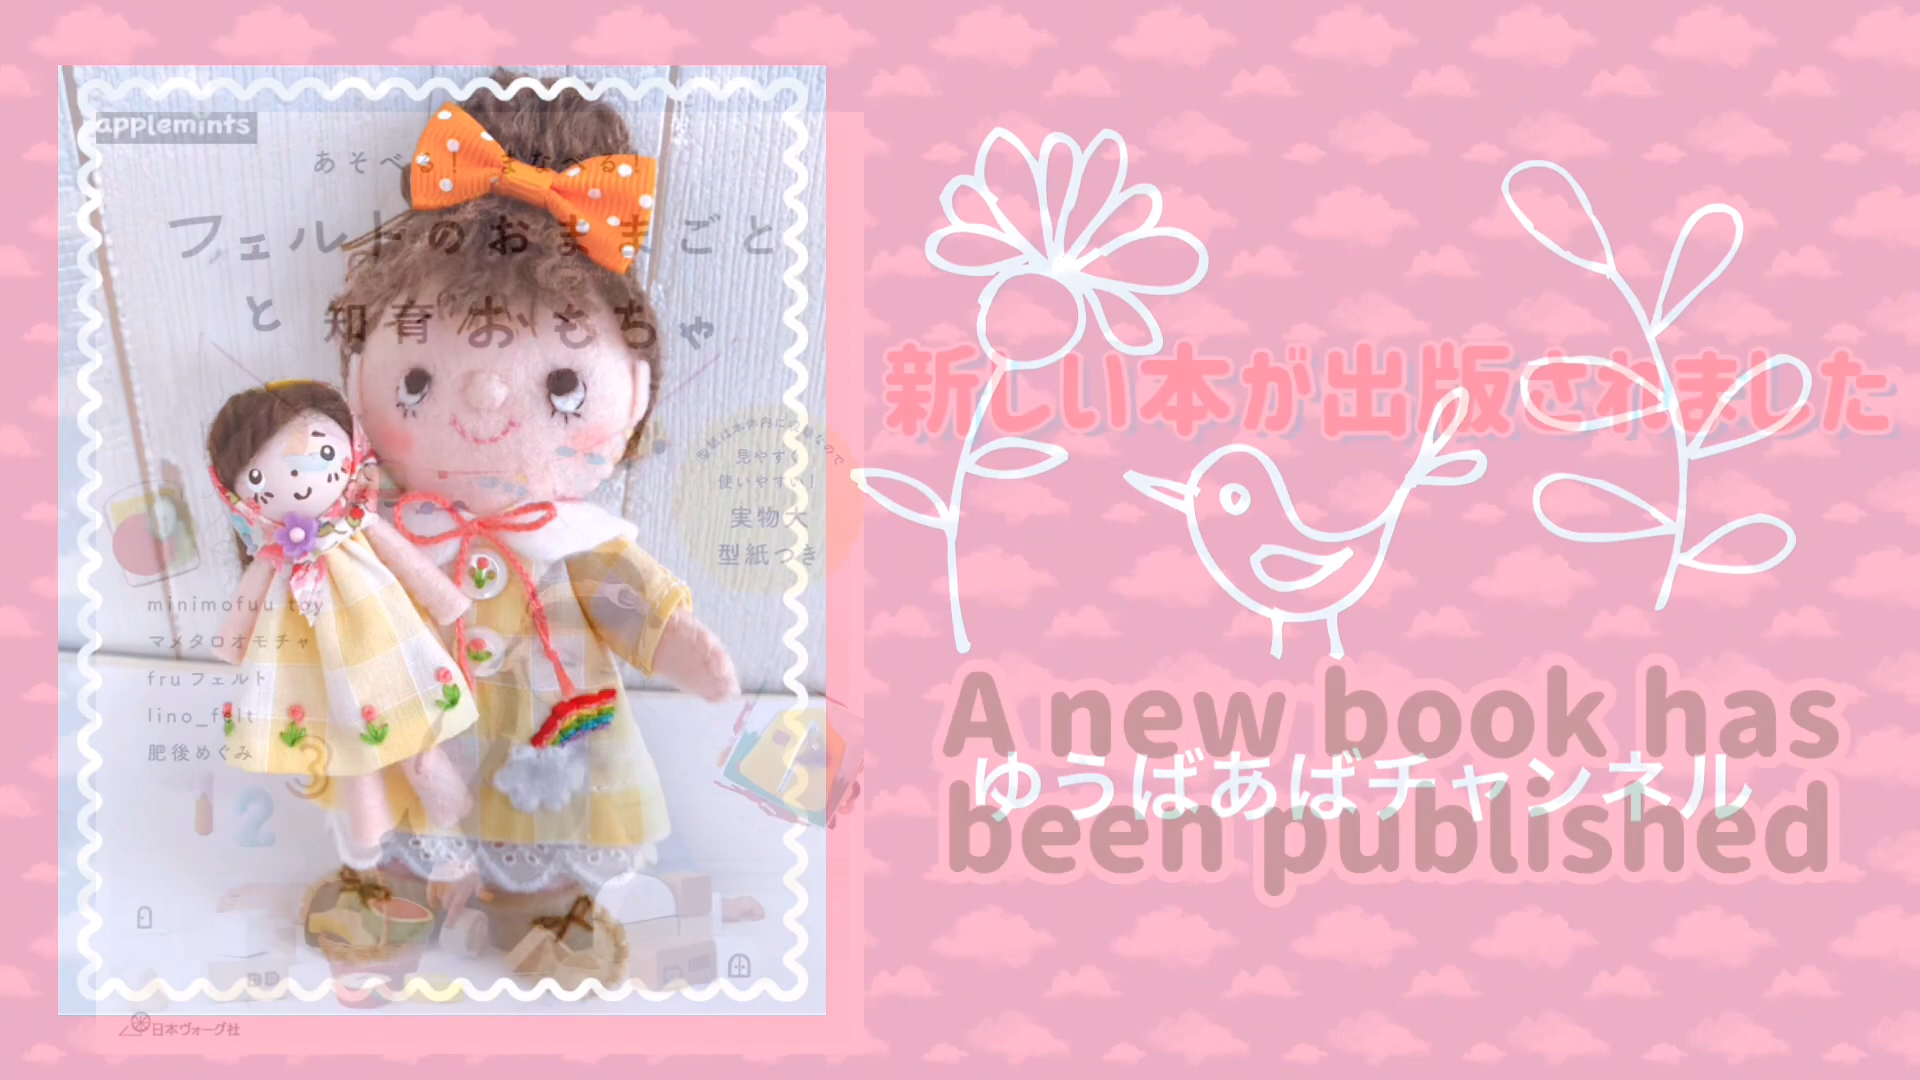 applemints
あそべる! まなべる!
フェルトのおままごと
と知育おもちゃ
見やすく
使いやすい!
実物大
型紙つき
minimofuu toy
マメタロオモチャ
fru フェルト
lino_felt
肥後めぐみ
3
2
日本ヴォーグ社
新しい本が出版されました
A new book has
been published
ゆうばあばチャンネル